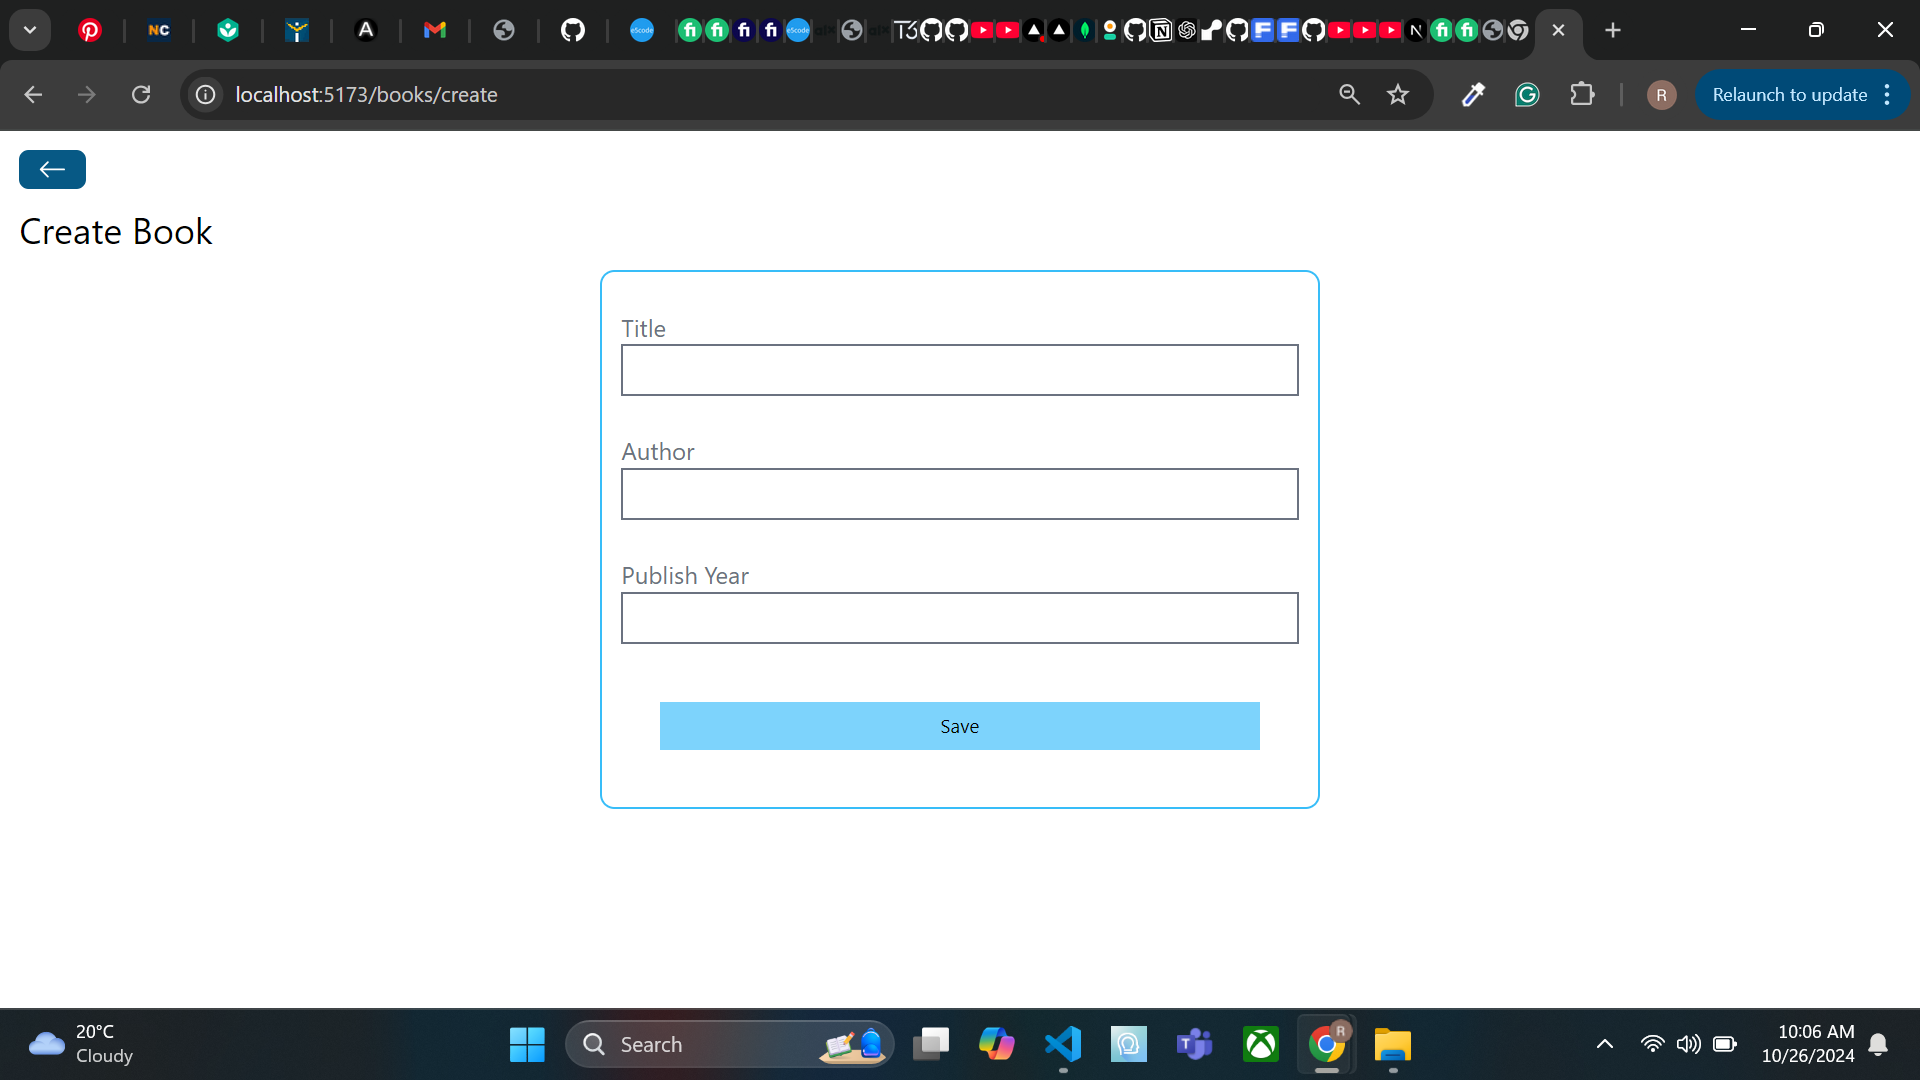 localhost:5173/books/create
R
Relaunch to update
Create Book
Title
Author
Publish Year
Save
20°C
Cloudy
Search
10:06 AM
10/26/2024